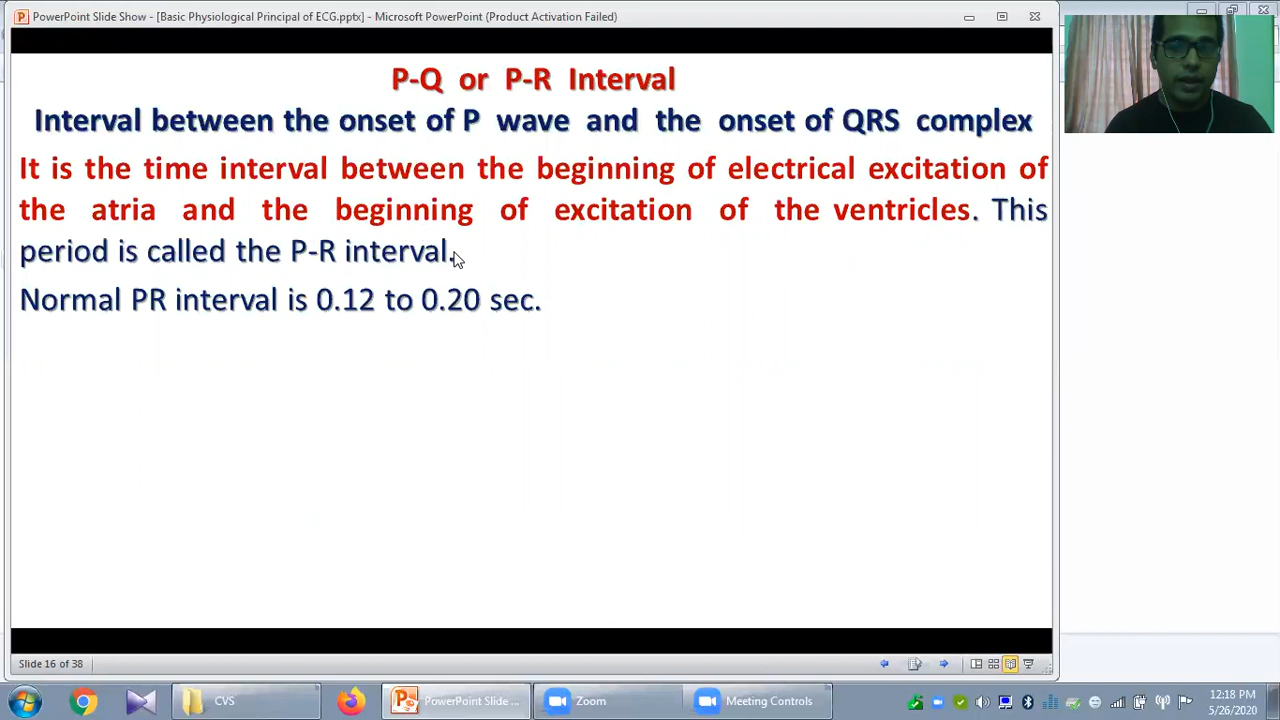 PowerPoint Slide Show - [Basic Physiological Principal of ECG.pptx] - Microsoft PowerPoint (Product Activation Failed)
P-Q or P-R Interval
Interval between the onset of P wave and the onset of QRS complex
It is the time interval between the beginning of electrical excitation of
the atria and the beginning of excitation of the ventricles. This
period is called the P-R interval.
Normal PR interval is 0.12 to 0.20 sec.
Slide 16 of 38
CVS
PowerPoint Slide ...
Zoom
Meeting Controls
12:18 PM
5/26/2020